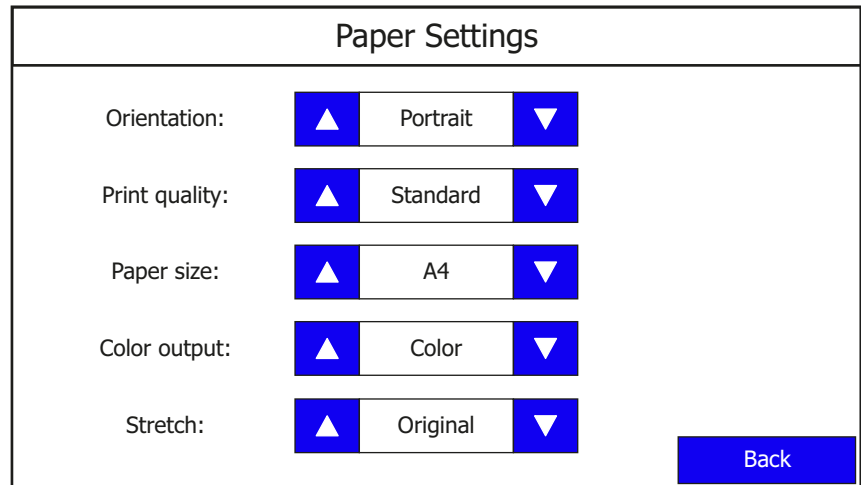 Paper Settings
Orientation: Portrait
Print quality: Standard
Paper size: A4
Color output: Color
Stretch: Original
Back